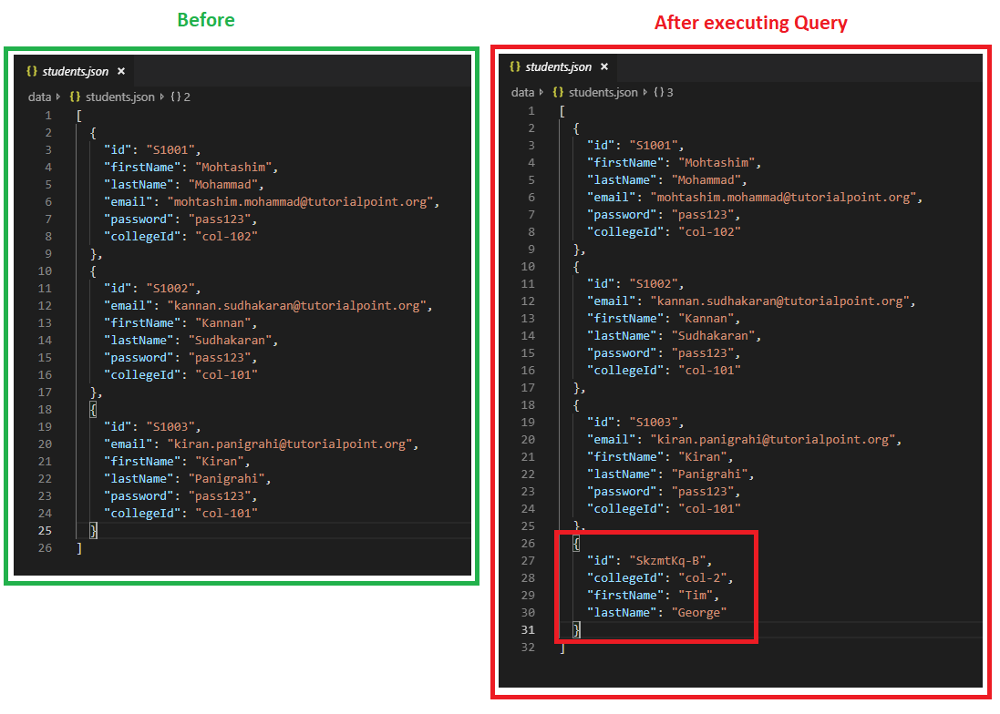 Before
{} students.json ×
data ▸ {} students.json ▸ {} 2
1 [
2 {
3 "id": "S1001",
4 "firstName": "Mohtashim",
5 "lastName": "Mohammad",
6 "email": "mohtashim.mohammad@tutorialpoint.org",
7 "password": "pass123",
8 "collegeId": "col-102"
9 },
10 {
11 "id": "S1002",
12 "email": "kannan.sudhakaran@tutorialpoint.org",
13 "firstName": "Kannan",
14 "lastName": "Sudhakaran",
15 "password": "pass123",
16 "collegeId": "col-101"
17 },
18 {
19 "id": "S1003",
20 "email": "kiran.panigrahi@tutorialpoint.org",
21 "firstName": "Kiran",
22 "lastName": "Panigrahi",
23 "password": "pass123",
24 "collegeId": "col-101"
25 }
26 ]
After executing Query
{} students.json ×
data ▸ {} students.json ▸ {} 3
1 [
2 {
3 "id": "S1001",
4 "firstName": "Mohtashim",
5 "lastName": "Mohammad",
6 "email": "mohtashim.mohammad@tutorialpoint.org",
7 "password": "pass123",
8 "collegeId": "col-102"
9 },
10 {
11 "id": "S1002",
12 "email": "kannan.sudhakaran@tutorialpoint.org",
13 "firstName": "Kannan",
14 "lastName": "Sudhakaran",
15 "password": "pass123",
16 "collegeId": "col-101"
17 },
18 {
19 "id": "S1003",
20 "email": "kiran.panigrahi@tutorialpoint.org",
21 "firstName": "Kiran",
22 "lastName": "Panigrahi",
23 "password": "pass123",
24 "collegeId": "col-101"
25 },
26 {
27 "id": "SkzmtKq-B",
28 "collegeId": "col-2",
29 "firstName": "Tim",
30 "lastName": "George"
31 }
32 ]